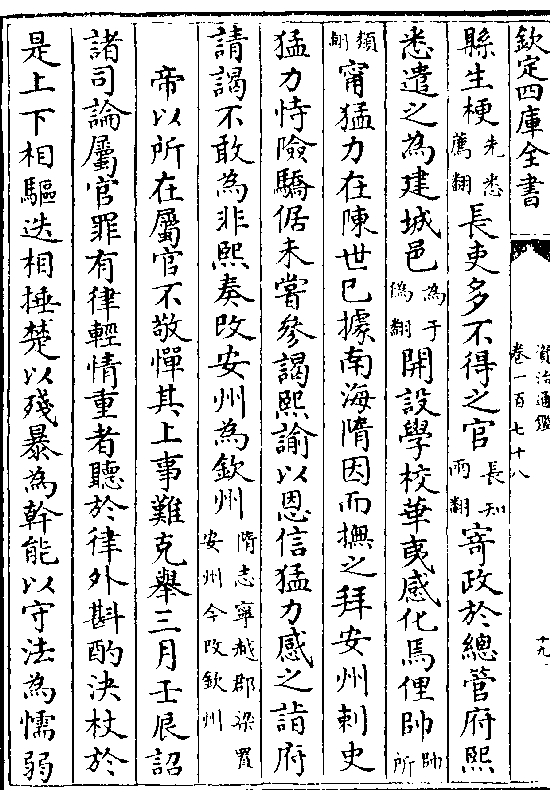 欽定四庫全書
資治通鑑
卷一百七十八
十九
縣生梗先悉薦翻長吏多不得之官長知兩翻寄政於總管府熙
悉遣之為建城邑為于偽翻開設學校華夷感化馬俚帥帥所
類翻甯猛力在陳世已據南海隋因而撫之拜安州刺史
猛力恃險驕倨未嘗參謁熙諭以恩信猛力感之詣府
請謁不敢為非熙奏改安州為欽州隋志寧越郡梁置安州今改欽州
帝以所在屬官不敬憚其上事難克舉三月壬辰詔
諸司論屬官罪有律輕情重者聽於律外斟酌決杖於
是上下相驅迭相捶楚以殘暴為幹能以守法為懦弱